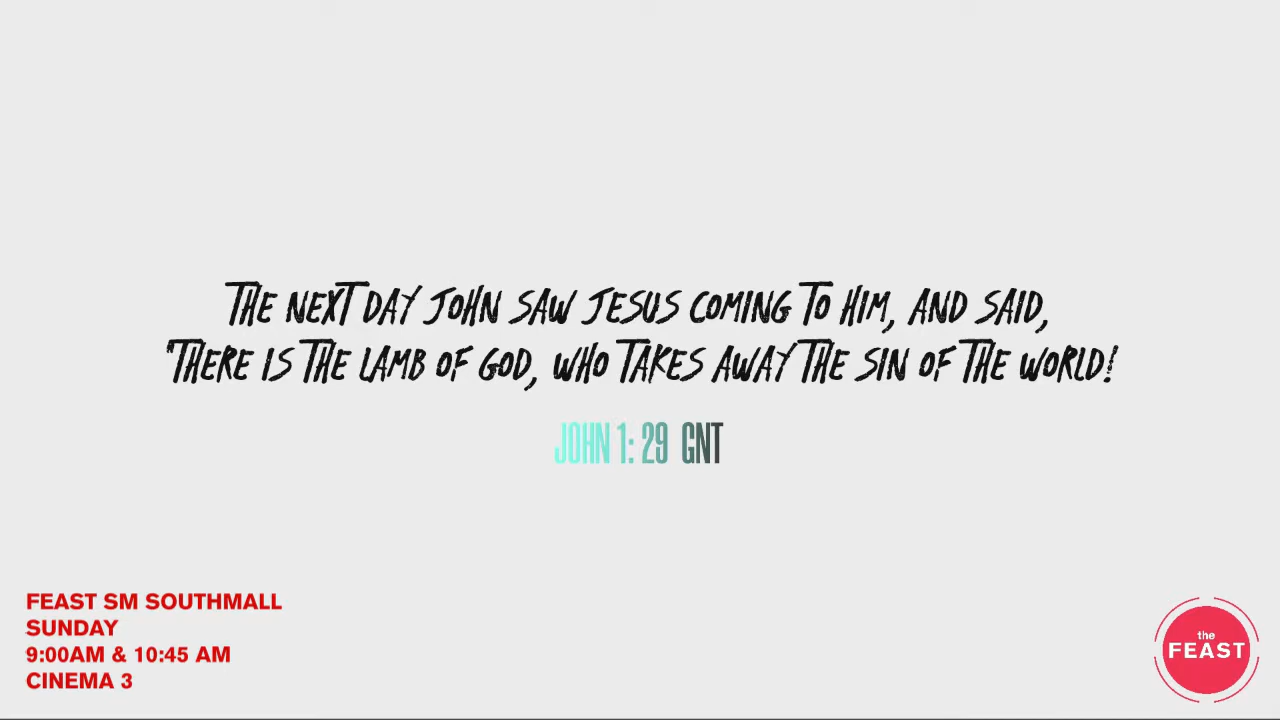 THE NEXT DAY JOHN SAW JESUS COMING TO HIM, AND SAID,
"THERE IS THE LAMB OF GOD, WHO TAKES AWAY THE SIN OF THE WORLD!
JOHN 1: 29 GNT
FEAST SM SOUTHMALL
SUNDAY
9:00AM & 10:45 AM
CINEMA 3
the
FEAST